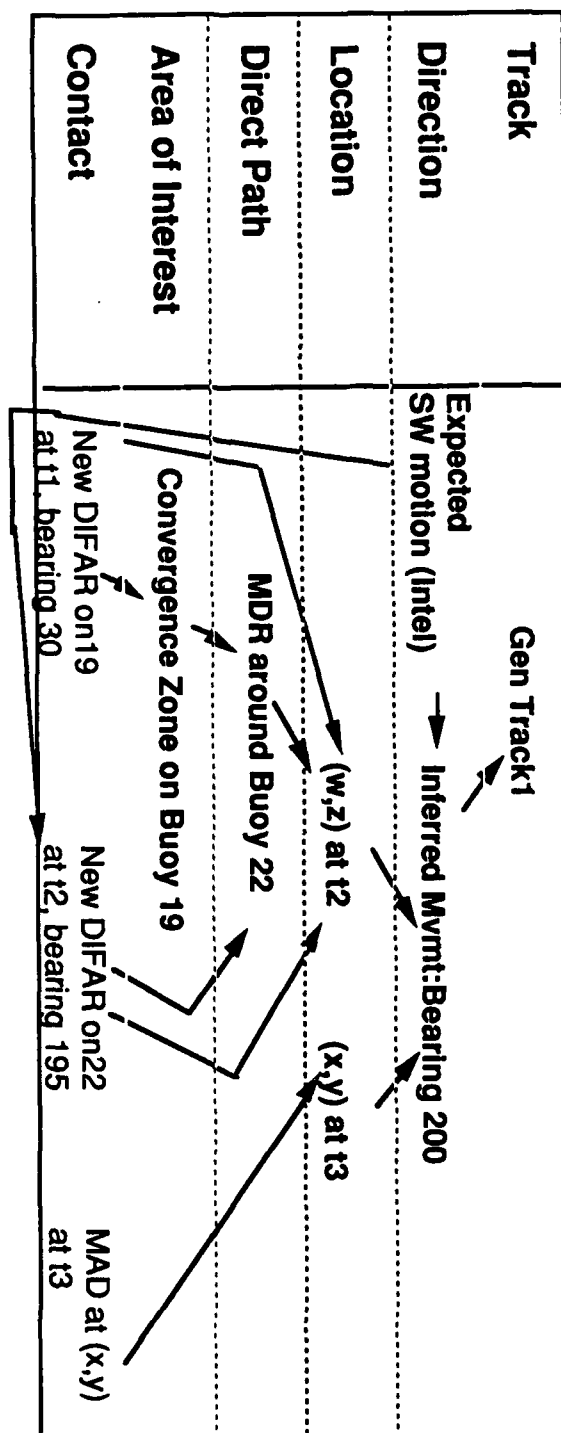 Track
Gen Track1
Direction
Expected
SW motion (Intel)
Inferred Mvmt:Bearing 200
Location
(w,z) at t2
(x,y) at t3
Direct Path
MDR around Buoy 22
Area of Interest
Convergence Zone on Buoy 19
Contact
New DIFAR on19
at t1, bearing 30
New DIFAR on22
at t2, bearing 195
MAD at (x,y)
at t3